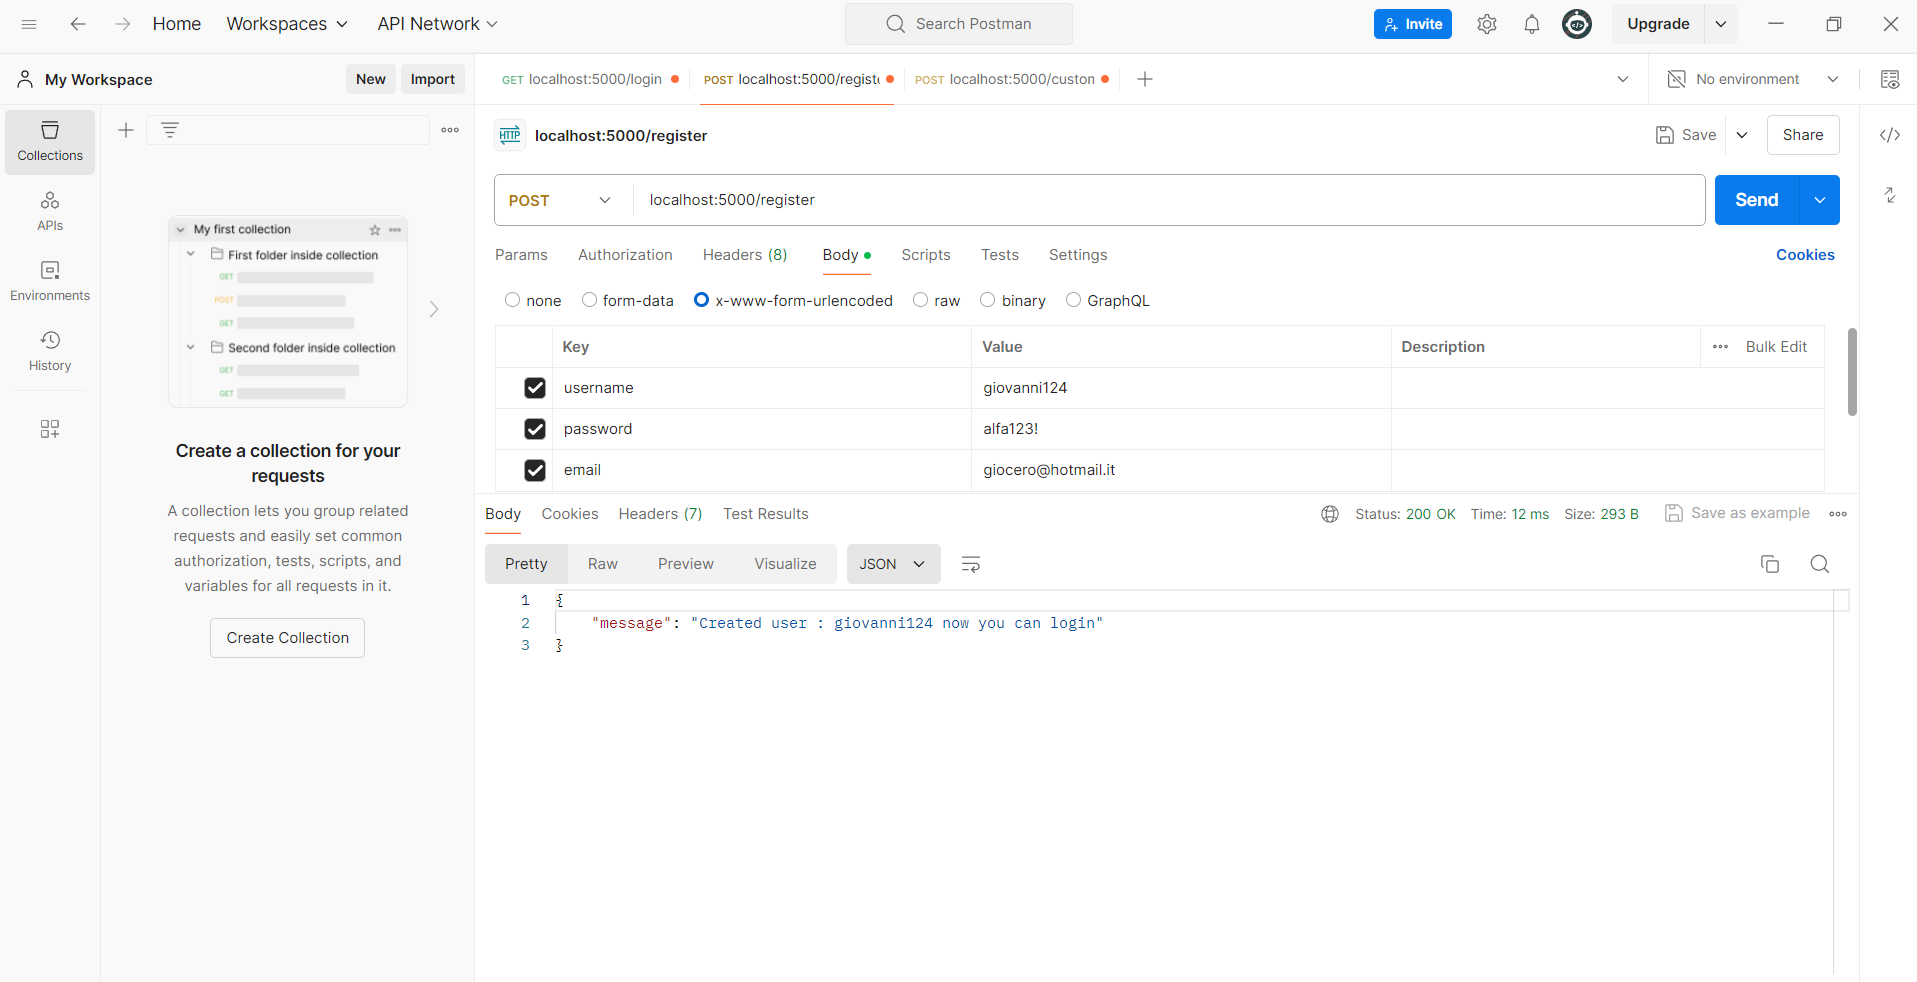 Home Workspaces API Network Search Postman Invite Upgrade
My Workspace New Import GET localhost:5000/login POST localhost:5000/registe POST localhost:5000/custon No environment
Collections
APIs
Environments
History
My first collection
First folder inside collection
GET
POST
GET
Second folder inside collection
GET
GET
Create a collection for your
requests
A collection lets you group related
requests and easily set common
authorization, tests, scripts, and
variables for all requests in it.
Create Collection
HTTP localhost:5000/register Save Share
POST localhost:5000/register Send
Params Authorization Headers (8) Body Scripts Tests Settings Cookies
none form-data x-www-form-urlencoded raw binary GraphQL
Key Value Description Bulk Edit
username giovanni124
password alfa123!
email giocero@hotmail.it
Body Cookies Headers (7) Test Results Status: 200 OK Time: 12 ms Size: 293 B Save as example
Pretty Raw Preview Visualize JSON
1 {
2 "message": "Created user : giovanni124 now you can login"
3 }